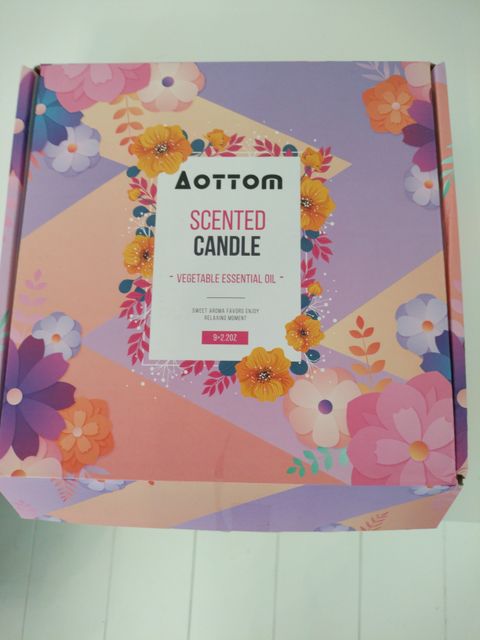 AOTTOM
SCENTED
CANDLE
- VEGETABLE ESSENTIAL OIL -
SWEET AROMA FAVORS ENJOY
RELAXING MOMENT
9×2.2OZ